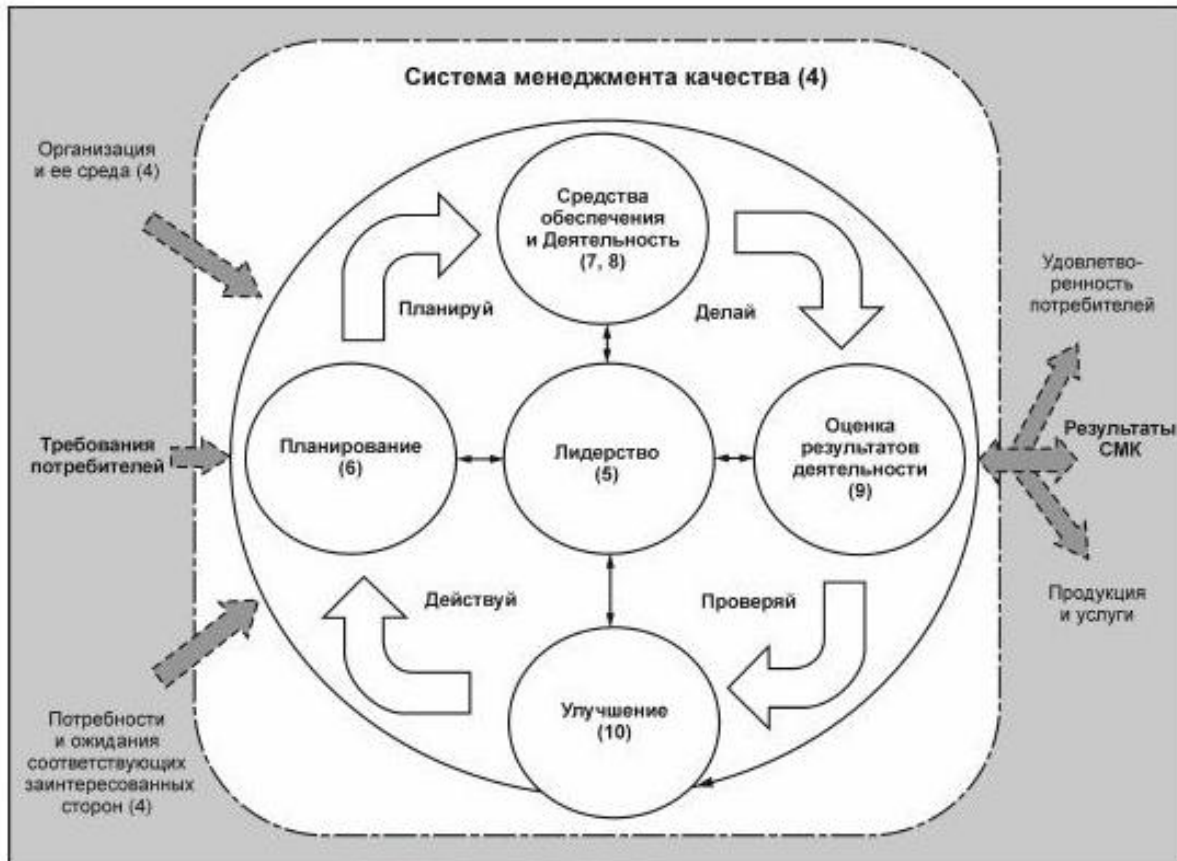 Система менеджмента качества (4)
Организация
и ее среда (4)
Средства
обеспечения
и Деятельность
(7, 8)
Планируй
Делай
Удовлетво-
ренность
потребителей
Требования
потребителей
Планирование
(6)
Лидерство
(5)
Оценка
результатов
деятельности
(9)
Результаты
СМК
Действуй
Проверяй
Продукция
и услуги
Улучшение
(10)
Потребности
и ожидания
соответствующих
заинтересованных
сторон (4)